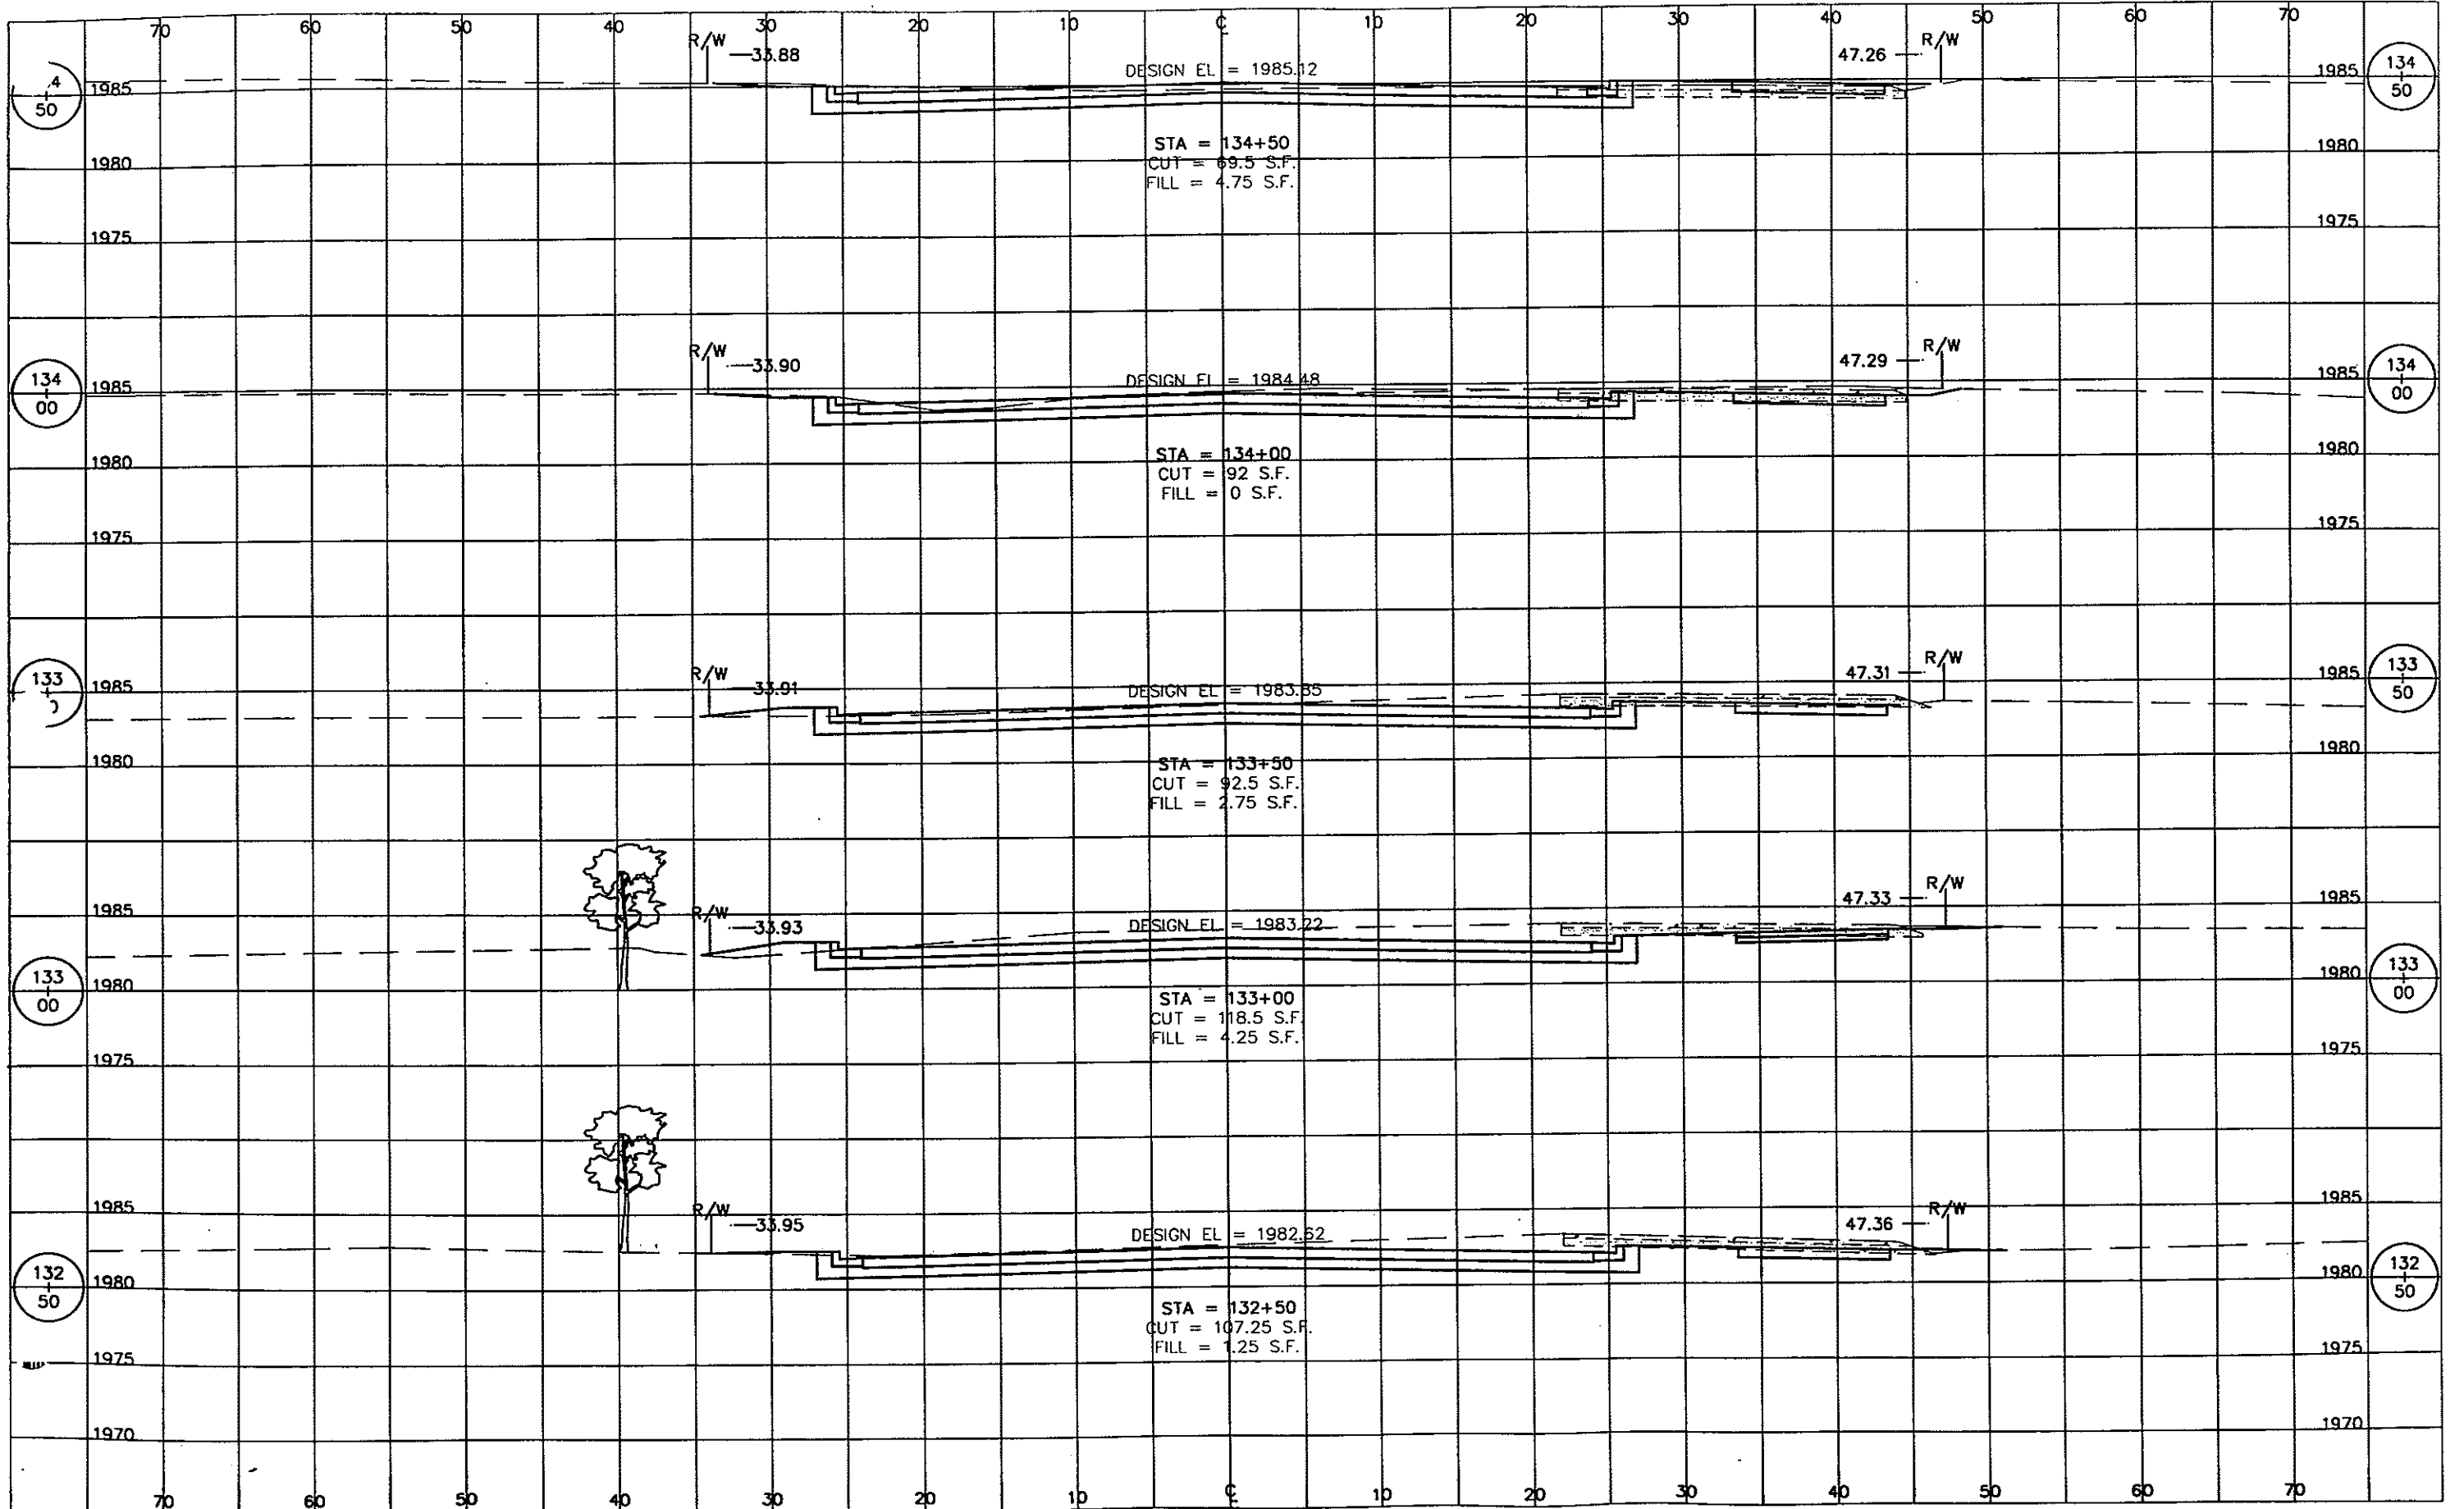 70 60 50 40 30 20 10 C 10 20 30 40 50 60 70
R/W R/W
33.88 47.26
DESIGN EL = 1985.12
4 50 1985 1985 134 50
STA = 134+50
1980 CUT = 69.5 S.F. 1980
FILL = 4.75 S.F.
1975 1975
R/W R/W
33.90 47.29
134 00 1985 DESIGN EL = 1984.48 1985 134 00
STA = 134+00
1980 CUT = 92 S.F. 1980
FILL = 0 S.F.
1975 1975
R/W R/W
33.91 47.31
133 1985 DESIGN EL = 1983.85 1985 133 50
1980 STA = 133+50 1980
CUT = 92.5 S.F.
FILL = 2.75 S.F.
1985 R/W R/W 1985
33.93 47.33
DESIGN EL = 1983.22
133 00 1980 1980 133 00
STA = 133+00
CUT = 118.5 S.F.
FILL = 4.25 S.F.
1975 1975
1985 R/W R/W 1985
33.95 47.36
DESIGN EL = 1982.62
132 50 1980 1980 132 50
STA = 132+50
CUT = 107.25 S.F.
FILL = 1.25 S.F.
1975 1975
1970 1970
70 60 50 40 30 20 10 C 10 20 30 40 50 60 70